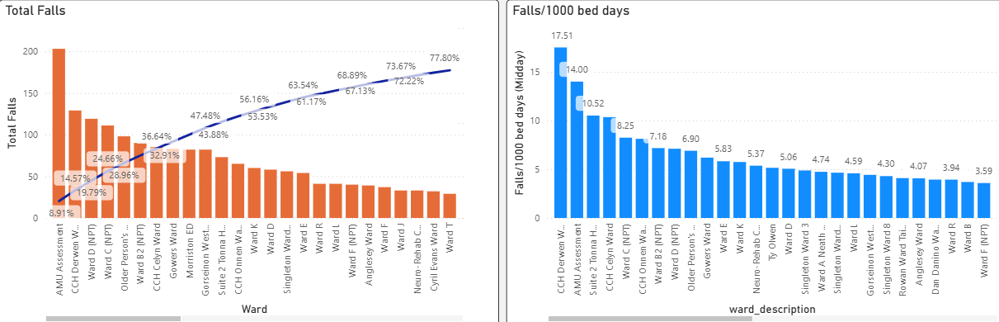 Total Falls
Total Falls
200
150
100
50
0
8.91%
14.57%
19.79%
24.66%
28.96%
36.64%
32.91%
47.48%
43.88%
56.16%
53.53%
63.54%
61.17%
68.89%
67.13%
73.67%
72.22%
77.80%
AMU Assessment
CCH Derwen W...
Ward D (NPT)
Ward C (NPT)
Older Person's ...
Ward B2 (NPT)
CCH Celyn Ward
Gowers Ward
Morriston ED
Gorseinon West...
Suite 2 Tonna H...
CCH Onnen Wa...
Ward K
Ward D
Singleton Ward...
Ward E
Ward R
Ward L
Ward F (NPT)
Anglesey Ward
Ward F
Ward J
Neuro-Rehab C...
Cyril Evans Ward
Ward T
Ward
Falls/1000 bed days
Falls/1000 bed days (Midday)
15
10
5
0
17.51
14.00
10.52
8.25
7.18
6.90
5.83
5.37
5.06
4.74
4.59
4.30
4.07
3.94
3.59
CCH Derwen W...
AMU Assessment
Suite 2 Tonna H...
CCH Celyn Ward
Ward C (NPT)
CCH Onnen Wa...
Ward B2 (NPT)
Ward D (NPT)
Older Person's ...
Gowers Ward
Ward E
Ward K
Neuro-Rehab C...
Ty Olwen
Ward D
Singleton Ward 3
Ward A Neath ...
Singleton Ward...
Ward L
Gorseinon West...
Singleton Ward 8
Rowan Ward Tai...
Anglesey Ward
Dan Danino Wa...
Ward R
Ward B
Ward F (NPT)
ward_description